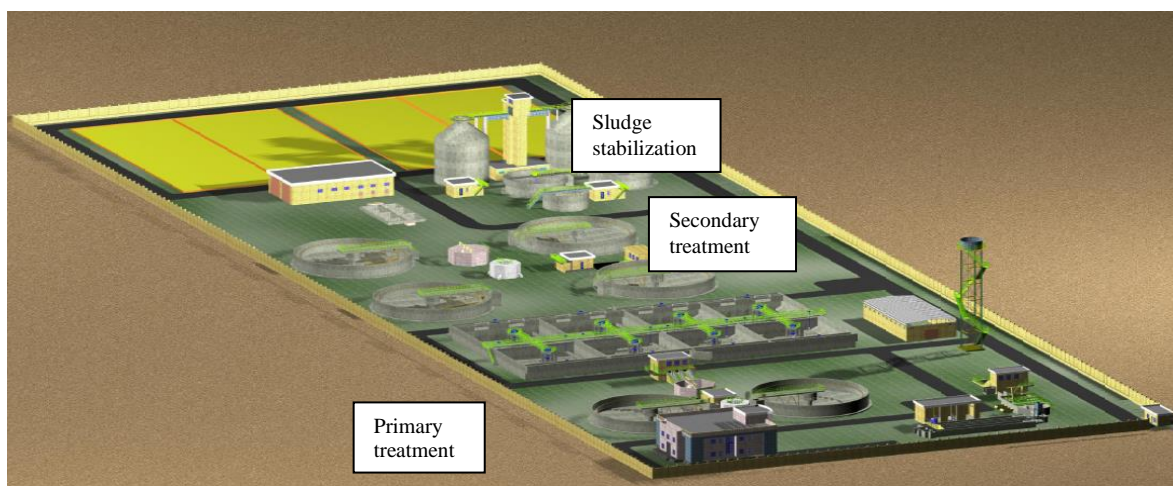 Sludge
stabilization
Secondary
treatment
Primary
treatment